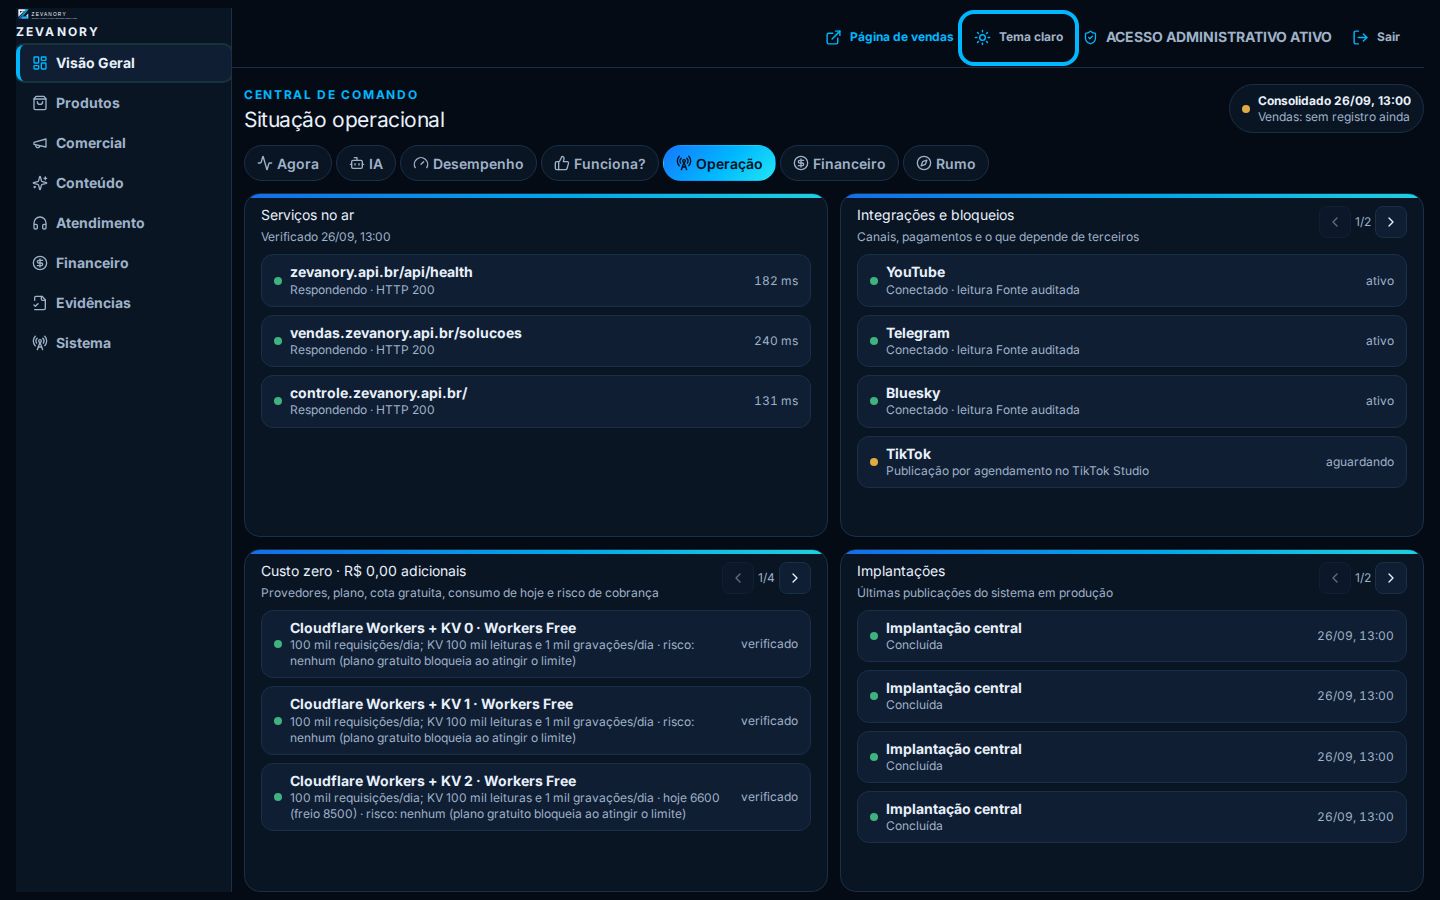 ZEVANORY
ZEVANORY
Visão Geral
Produtos
Comercial
Conteúdo
Atendimento
Financeiro
Evidências
Sistema
Página de vendas
Tema claro
ACESSO ADMINISTRATIVO ATIVO
Sair
CENTRAL DE COMANDO
Situação operacional
Consolidado 26/09, 13:00
Vendas: sem registro ainda
Agora
IA
Desempenho
Funciona?
Operação
Financeiro
Rumo
Serviços no ar
Verificado 26/09, 13:00
zevanory.api.br/api/health
Respondendo · HTTP 200
182 ms
vendas.zevanory.api.br/solucoes
Respondendo · HTTP 200
240 ms
controle.zevanory.api.br/
Respondendo · HTTP 200
131 ms
Integrações e bloqueios
Canais, pagamentos e o que depende de terceiros
1/2
YouTube
Conectado · leitura Fonte auditada
ativo
Telegram
Conectado · leitura Fonte auditada
ativo
Bluesky
Conectado · leitura Fonte auditada
ativo
TikTok
Publicação por agendamento no TikTok Studio
aguardando
Custo zero · R$ 0,00 adicionais
Provedores, plano, cota gratuita, consumo de hoje e risco de cobrança
1/4
Cloudflare Workers + KV 0 · Workers Free
100 mil requisições/dia; KV 100 mil leituras e 1 mil gravações/dia · risco:
nenhum (plano gratuito bloqueia ao atingir o limite)
verificado
Cloudflare Workers + KV 1 · Workers Free
100 mil requisições/dia; KV 100 mil leituras e 1 mil gravações/dia · risco:
nenhum (plano gratuito bloqueia ao atingir o limite)
verificado
Cloudflare Workers + KV 2 · Workers Free
100 mil requisições/dia; KV 100 mil leituras e 1 mil gravações/dia · hoje 6600
(freio 8500) · risco: nenhum (plano gratuito bloqueia ao atingir o limite)
verificado
Implantações
Últimas publicações do sistema em produção
1/2
Implantação central
Concluída
26/09, 13:00
Implantação central
Concluída
26/09, 13:00
Implantação central
Concluída
26/09, 13:00
Implantação central
Concluída
26/09, 13:00